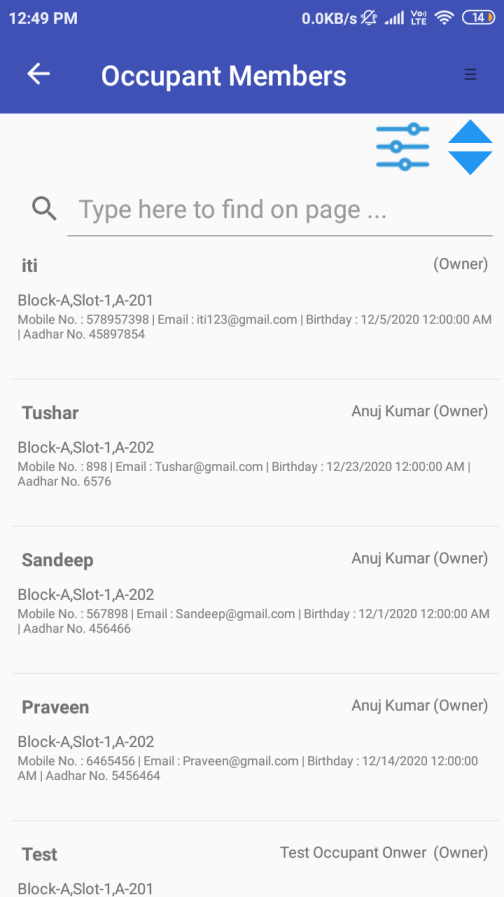 12:49 PM 0.0KB/s Vo) LTE 14
Occupant Members
Type here to find on page ...
iti (Owner)
Block-A,Slot-1,A-201
Mobile No. : 578957398 | Email : iti123@gmail.com | Birthday : 12/5/2020 12:00:00 AM
| Aadhar No. 45897854
Tushar Anuj Kumar (Owner)
Block-A,Slot-1,A-202
Mobile No. : 898 | Email : Tushar@gmail.com | Birthday : 12/23/2020 12:00:00 AM |
Aadhar No. 6576
Sandeep Anuj Kumar (Owner)
Block-A,Slot-1,A-202
Mobile No. : 567898 | Email : Sandeep@gmail.com | Birthday : 12/1/2020 12:00:00 AM
| Aadhar No. 456466
Praveen Anuj Kumar (Owner)
Block-A,Slot-1,A-202
Mobile No. : 6465456 | Email : Praveen@gmail.com | Birthday : 12/14/2020 12:00:00
AM | Aadhar No. 5456464
Test Test Occupant Onwer (Owner)
Block-A,Slot-1,A-201